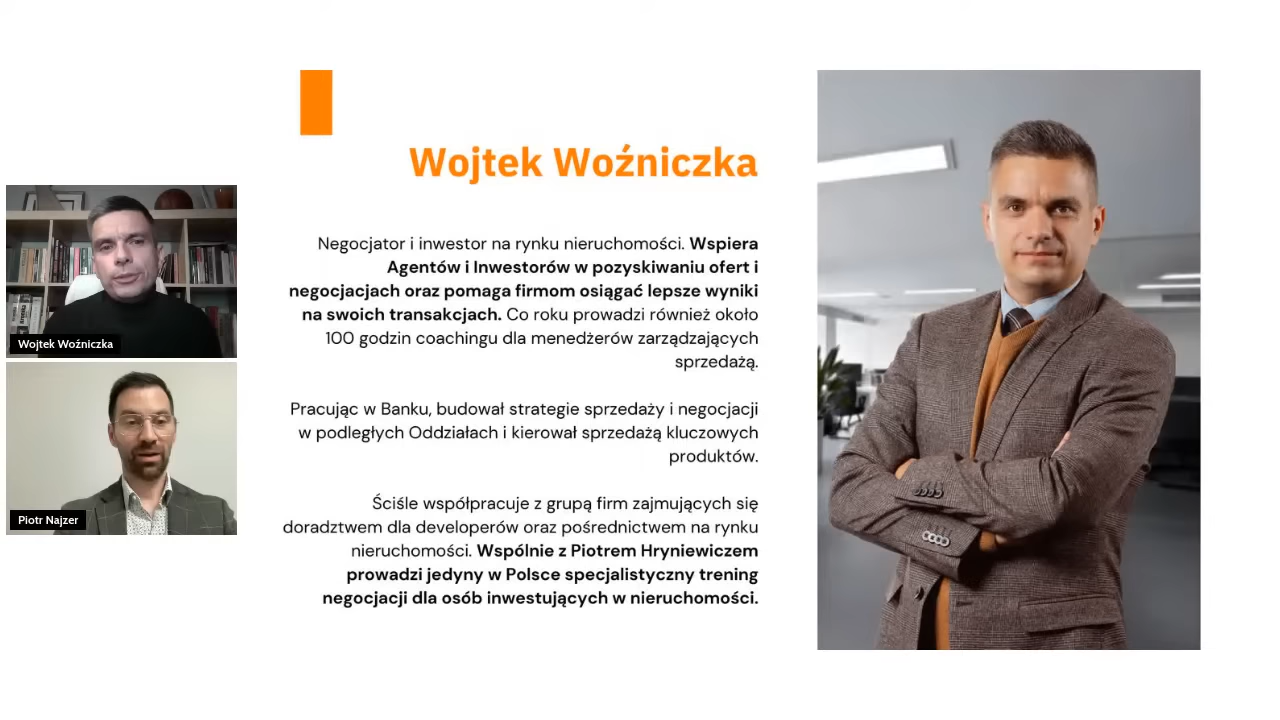 Wojtek Woźniczka
Negocjator i inwestor na rynku nieruchomości. Wspiera
Agentów i Inwestorów w pozyskiwaniu ofert i
negocjacjach oraz pomaga firmom osiągać lepsze wyniki
na swoich transakcjach. Co roku prowadzi również około
100 godzin coachingu dla menedżerów zarządzających
sprzedażą.
Pracując w Banku, budował strategie sprzedaży i negocjacji
w podległych Oddziałach i kierował sprzedażą kluczowych
produktów.
Ściśle współpracuje z grupą firm zajmujących się
doradztwem dla developerów oraz pośrednictwem na rynku
nieruchomości. Wspólnie z Piotrem Hryniewiczem
prowadzi jedyny w Polsce specjalistyczny trening
negocjacji dla osób inwestujących w nieruchomości.
Wojtek Woźniczka
Piotr Najzer